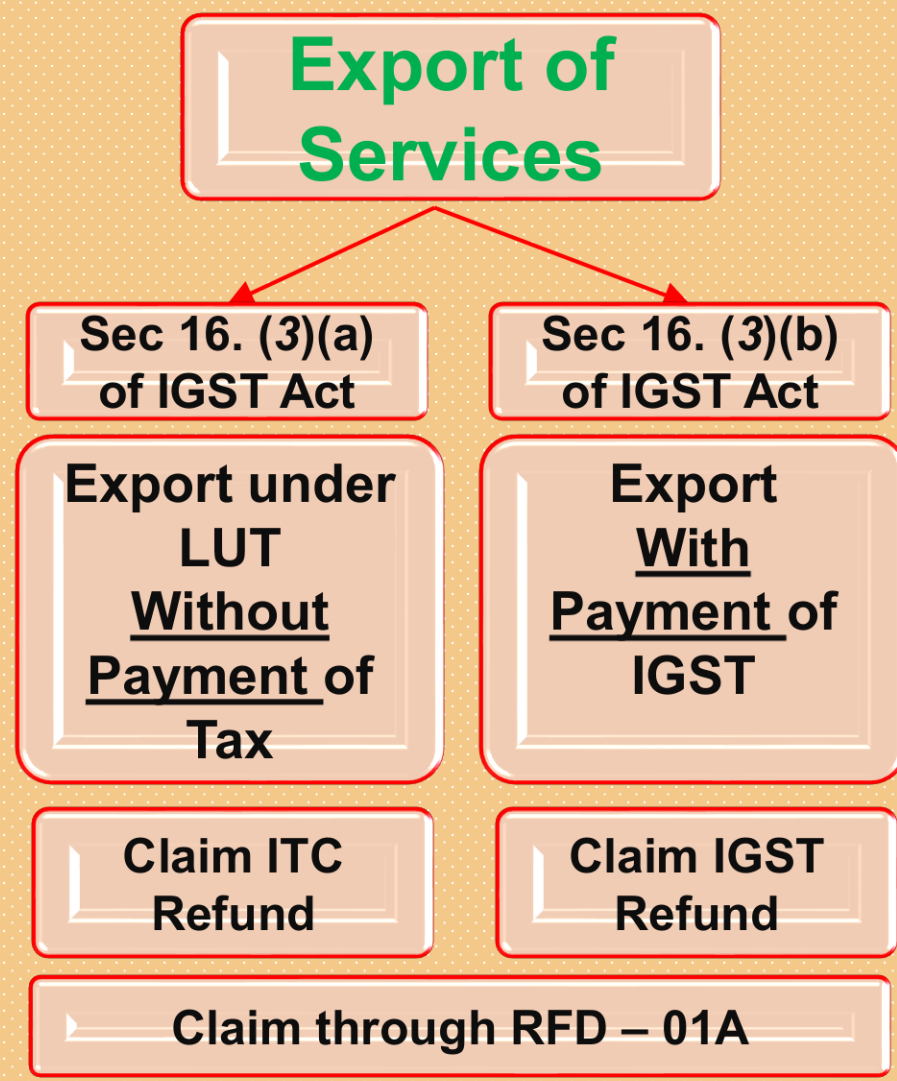 Export of
Services
Sec 16. (3)(a)
of IGST Act
Sec 16. (3)(b)
of IGST Act
Export under
LUT
Without
Payment of
Tax
Export
With
Payment of
IGST
Claim ITC
Refund
Claim IGST
Refund
Claim through RFD – 01A